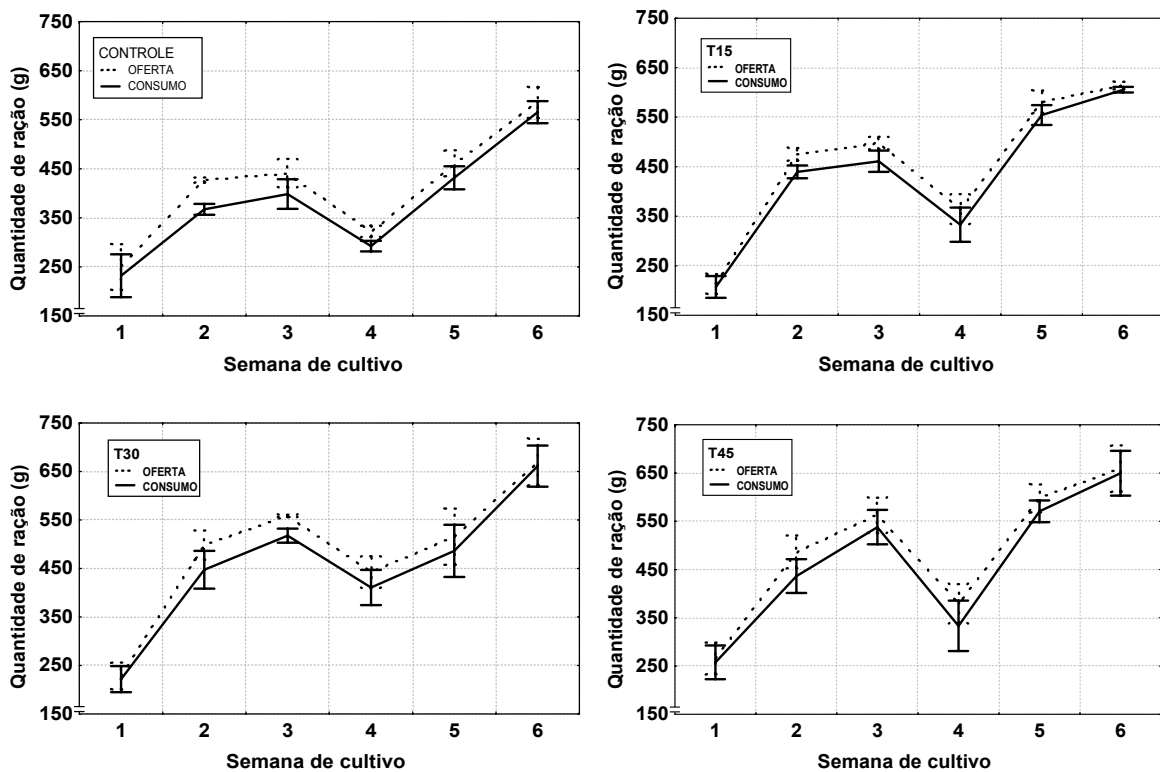 CONTROLE
OFERTA
CONSUMO
Quantidade de ração (g)
750
650
550
450
350
250
150
1 2 3 4 5 6
Semana de cultivo
T15
OFERTA
CONSUMO
Quantidade de ração (g)
750
650
550
450
350
250
150
1 2 3 4 5 6
Semana de cultivo
T30
OFERTA
CONSUMO
Quantidade de ração (g)
750
650
550
450
350
250
150
1 2 3 4 5 6
Semana de cultivo
T45
OFERTA
CONSUMO
Quantidade de ração (g)
750
650
550
450
350
250
150
1 2 3 4 5 6
Semana de cultivo